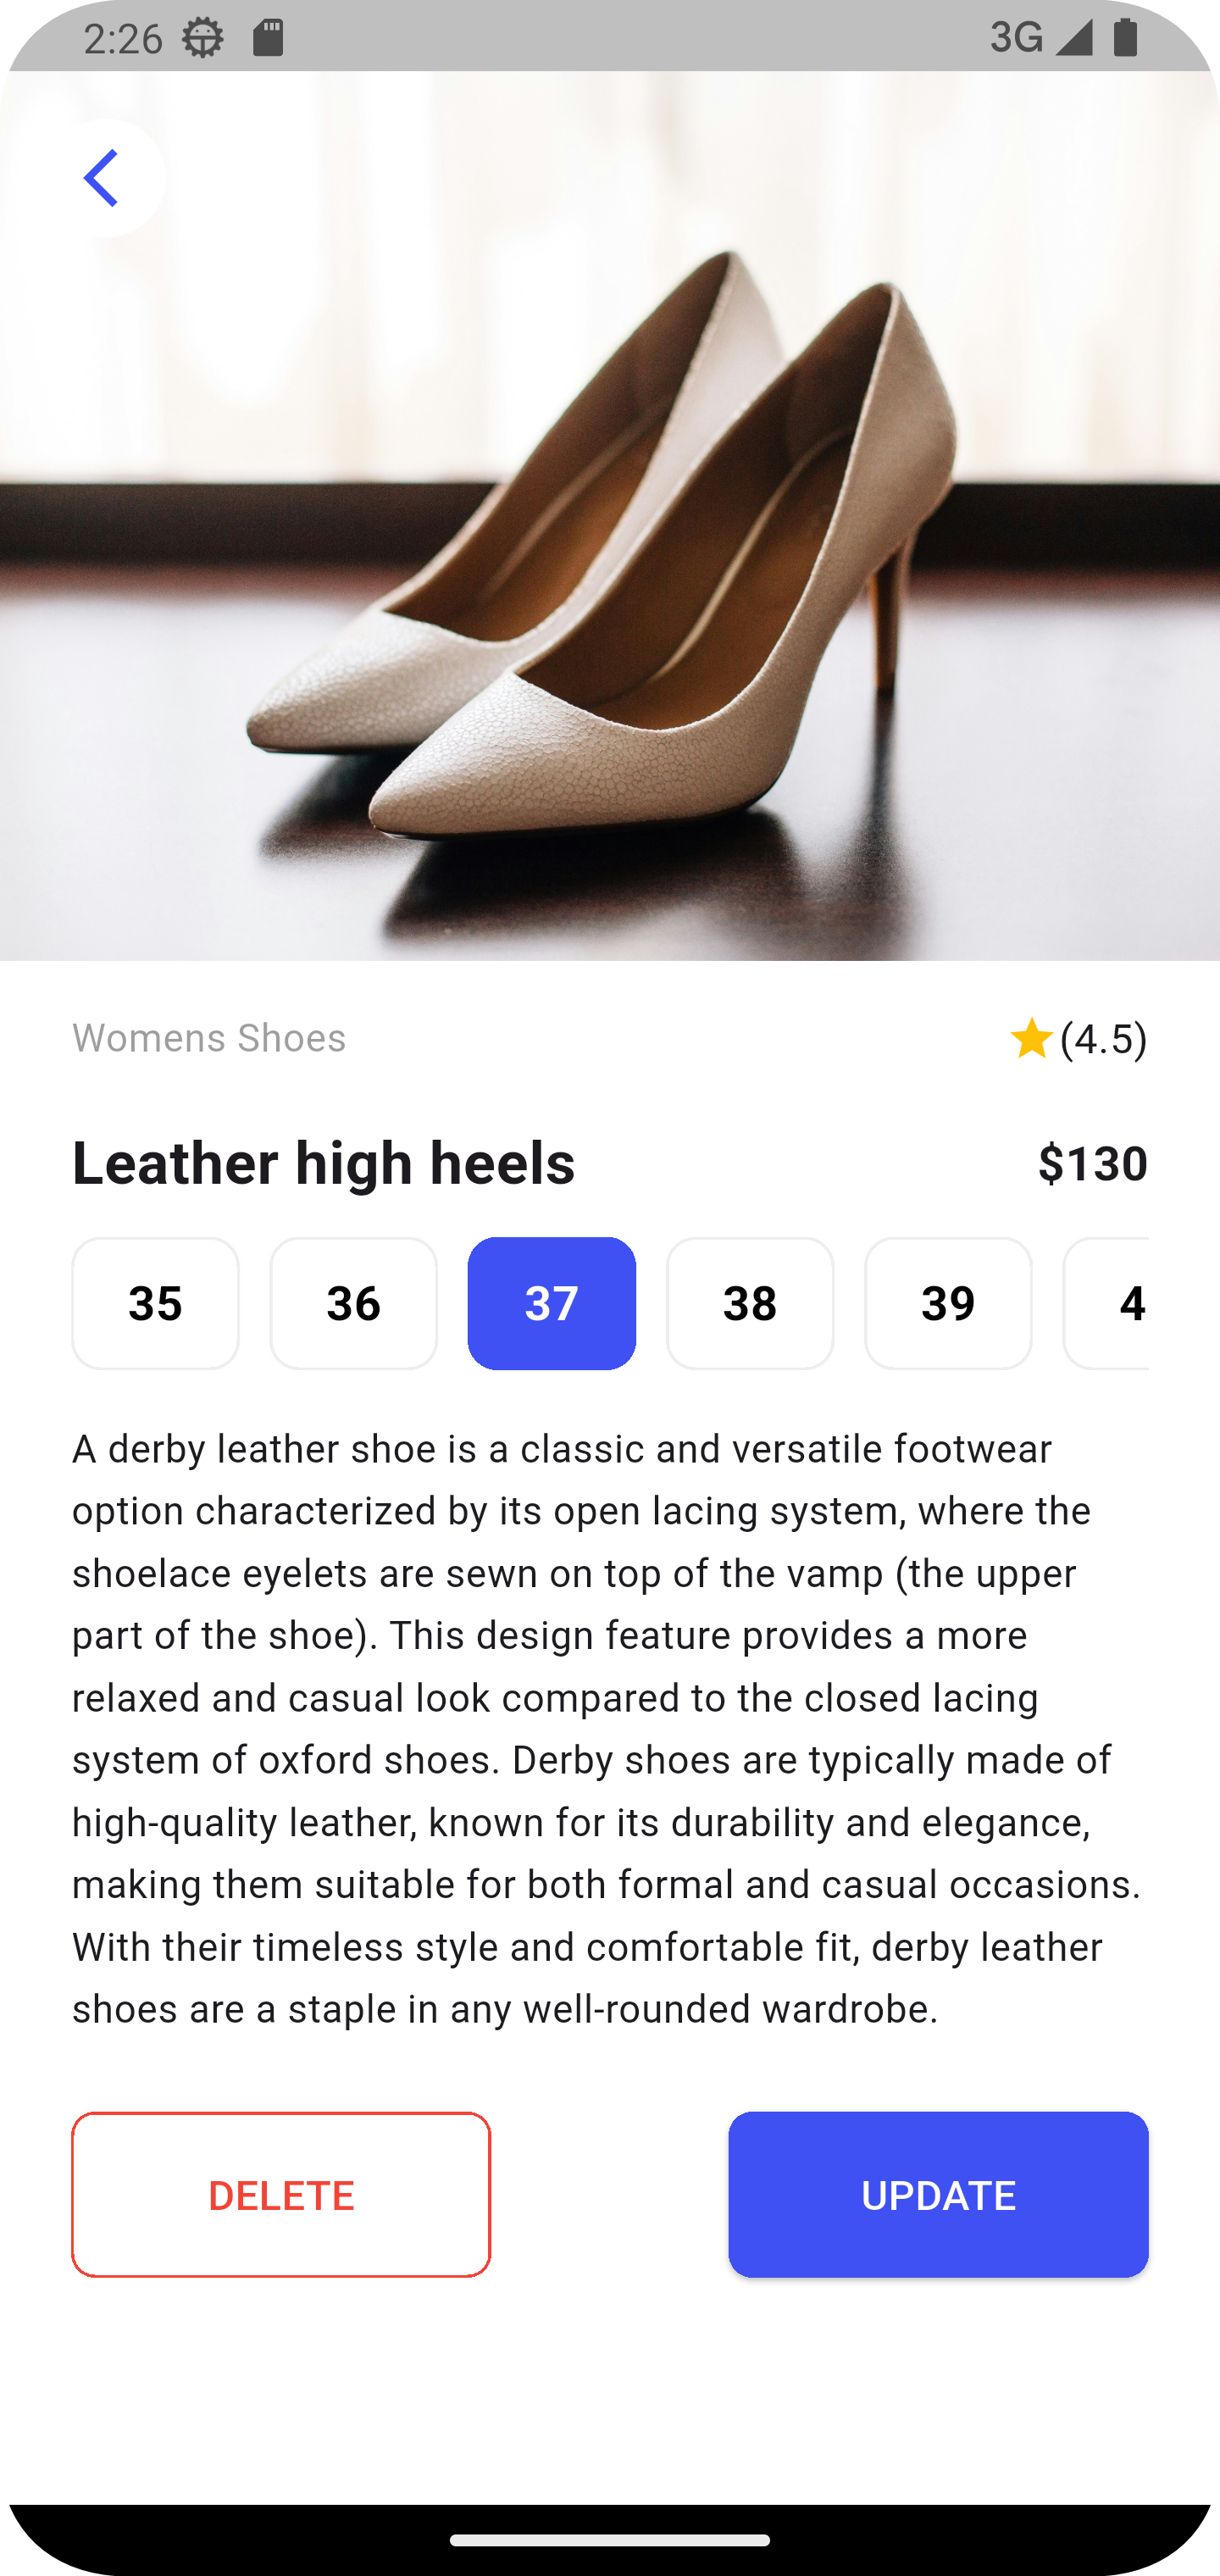 2:26 3G
Womens Shoes (4.5)
Leather high heels $130
35 36 37 38 39 4
A derby leather shoe is a classic and versatile footwear
option characterized by its open lacing system, where the
shoelace eyelets are sewn on top of the vamp (the upper
part of the shoe). This design feature provides a more
relaxed and casual look compared to the closed lacing
system of oxford shoes. Derby shoes are typically made of
high-quality leather, known for its durability and elegance,
making them suitable for both formal and casual occasions.
With their timeless style and comfortable fit, derby leather
shoes are a staple in any well-rounded wardrobe.
DELETE UPDATE